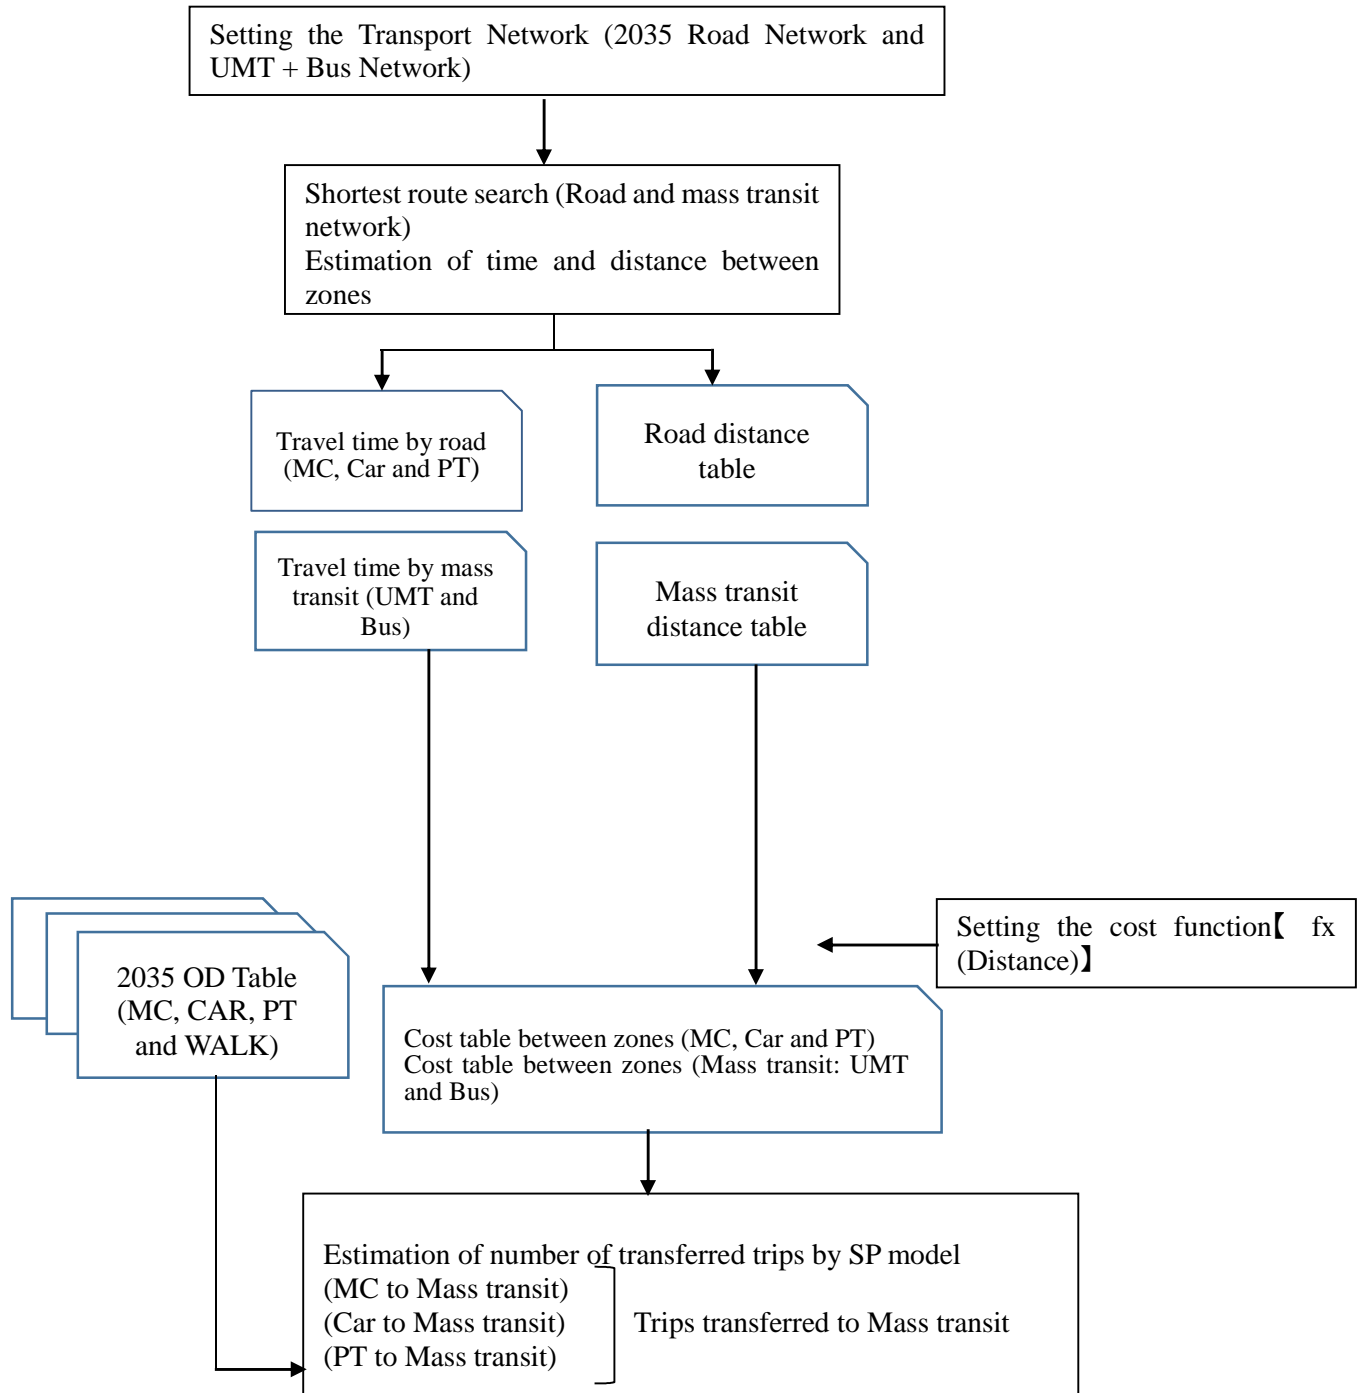 Setting the Transport Network (2035 Road Network and
UMT + Bus Network)
Shortest route search (Road and mass transit
network)
Estimation of time and distance between
zones
Travel time by road
(MC, Car and PT)
Road distance
table
Travel time by mass
transit (UMT and
Bus)
Mass transit
distance table
Setting the cost function【 fx
(Distance)】
2035 OD Table
(MC, CAR, PT
and WALK)
Cost table between zones (MC, Car and PT)
Cost table between zones (Mass transit: UMT
and Bus)
Estimation of number of transferred trips by SP model
(MC to Mass transit)
(Car to Mass transit)
Trips transferred to Mass transit
(PT to Mass transit)